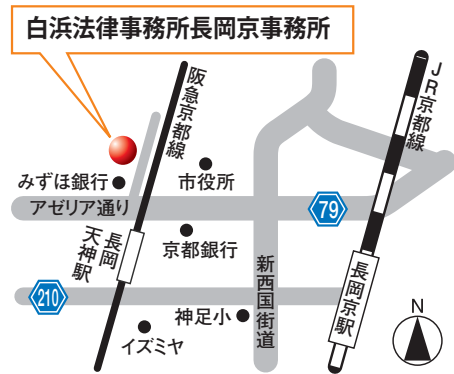 白浜法律事務所長岡京事務所
阪急京都線
JR京都線
みずほ銀行
市役所
アゼリア通り
79
長岡
天神駅
京都銀行
新西国街道
長岡京駅
210
神足小
イズミヤ
N